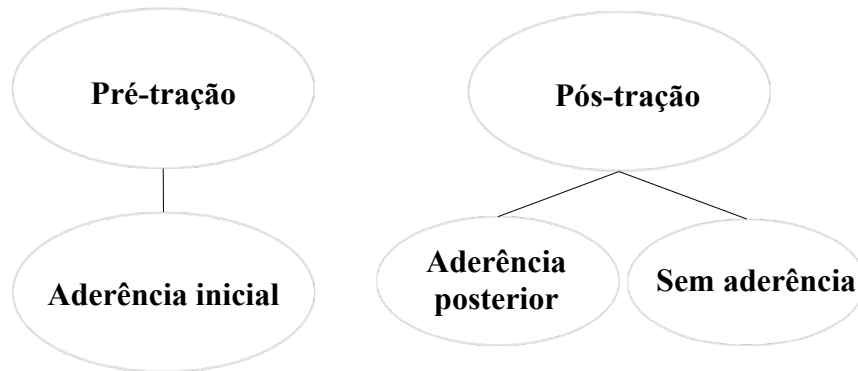 Pré-tração
Pós-tração
Aderência inicial
Aderência
posterior
Sem aderência